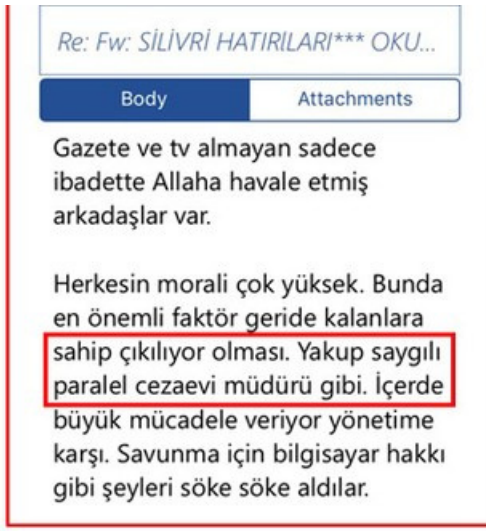 Re: Fw: SİLİVRİ HATIRILARI*** OKU...
Body
Attachments
Gazete ve tv almayan sadece
ibadette Allaha havale etmiş
arkadaşlar var.
Herkesin morali çok yüksek. Bunda
en önemli faktör geride kalanlara
sahip çıkılıyor olması. Yakup saygılı
paralel cezaevi müdürü gibi. İçerde
büyük mücadele veriyor yönetime
karşı. Savunma için bilgisayar hakkı
gibi şeyleri söke söke aldılar.